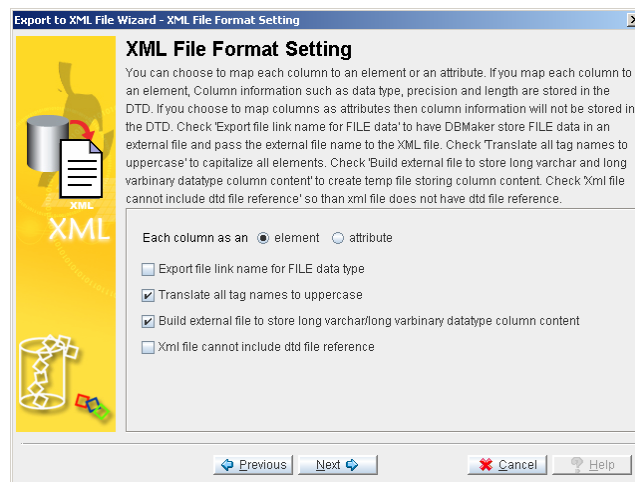 Export to XML File Wizard - XML File Format Setting
XML File Format Setting
You can choose to map each column to an element or an attribute. If you map each column to
an element, Column information such as data type, precision and length are stored in the
DTD. If you choose to map columns as attributes then column information will not be stored in
the DTD. Check 'Export file link name for FILE data' to have DBMaker store FILE data in an
external file and pass the external file name to the XML file. Check 'Translate all tag names to
uppercase' to capitalize all elements. Check 'Build external file to store long varchar and long
varbinary datatype column content' to create temp file storing column content. Check 'Xml file
cannot include dtd file reference' so than xml file does not have dtd file reference.
XML
XML
Each column as an element attribute
Export file link name for FILE data type
Translate all tag names to uppercase
Build external file to store long varchar/long varbinary datatype column content
Xml file cannot include dtd file reference
Previous Next Cancel Help